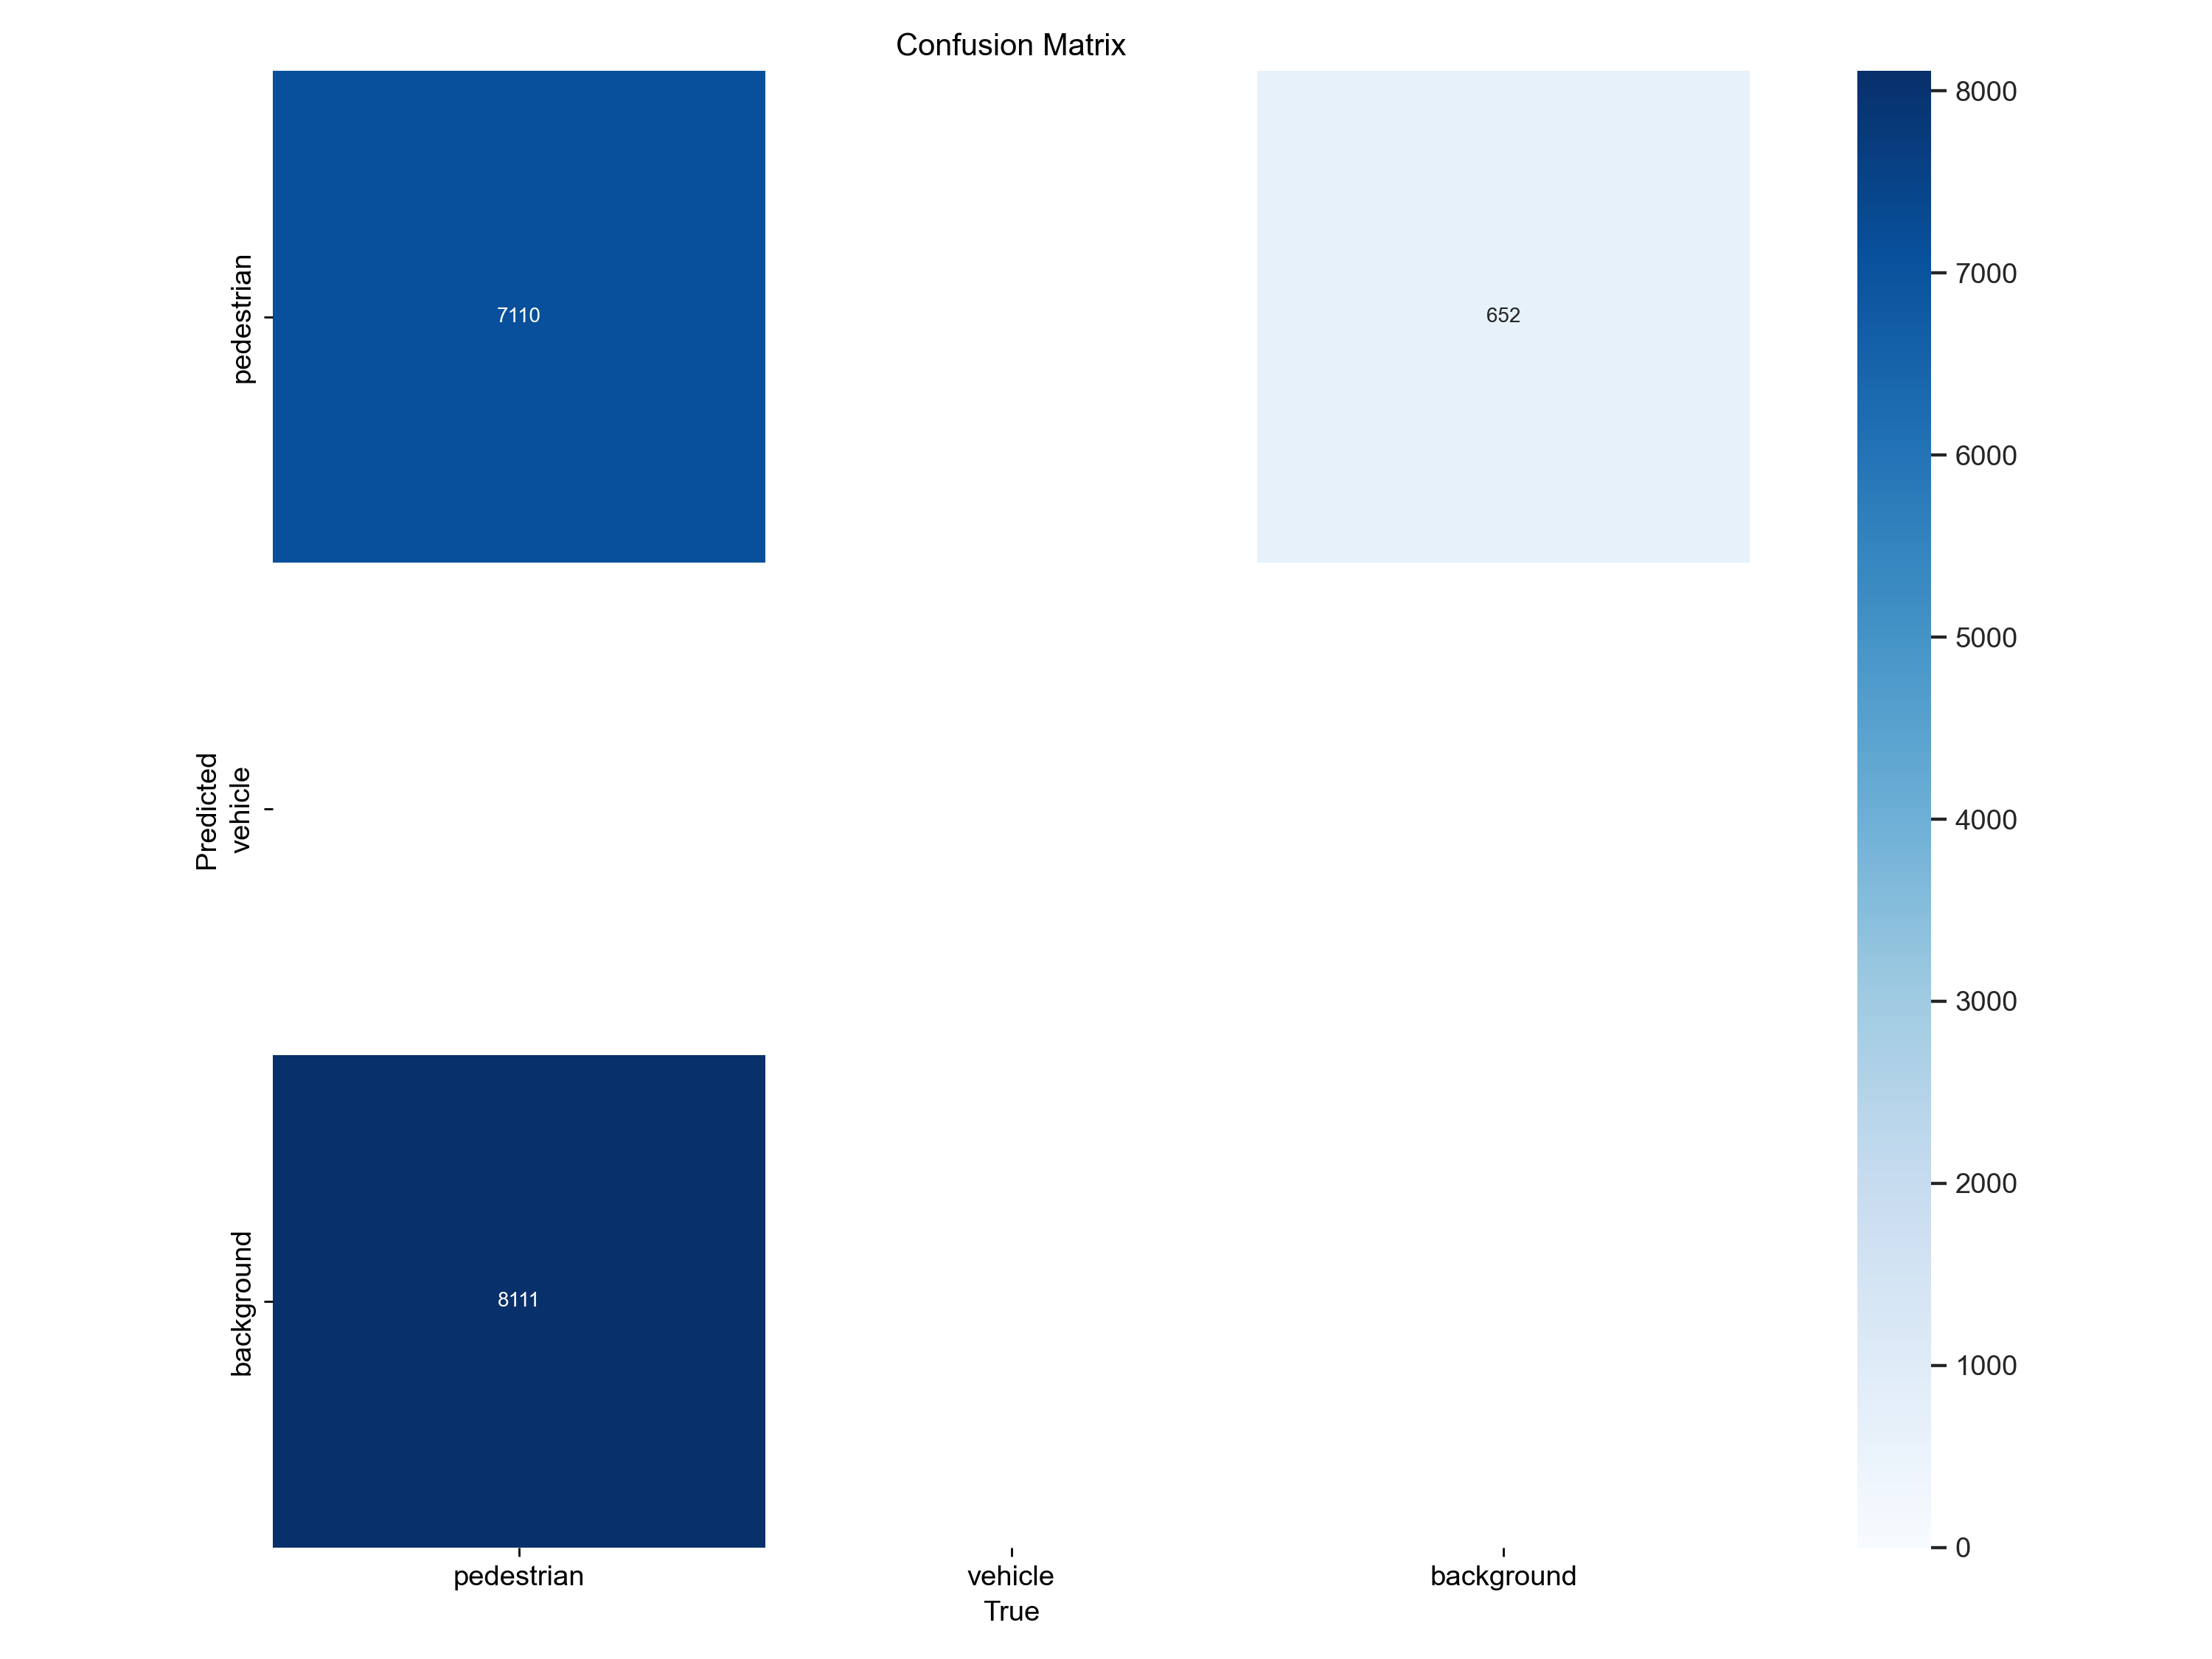 Confusion Matrix
pedestrian
7110
652
Predicted
vehicle
background
8111
pedestrian
vehicle
background
True
8000
7000
6000
5000
4000
3000
2000
1000
0